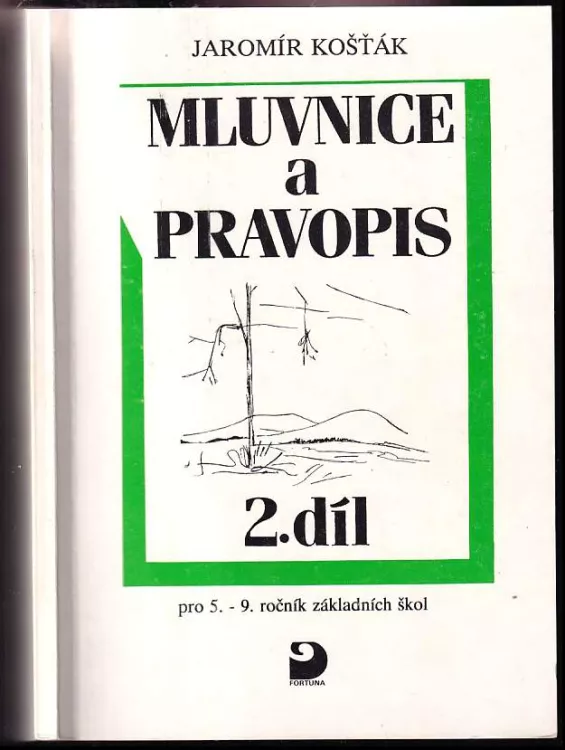 JAROMÍR KOŠŤÁK
MLUVNICE
a
PRAVOPIS
2.díl
pro 5. - 9. ročník základních škol
FORTUNA